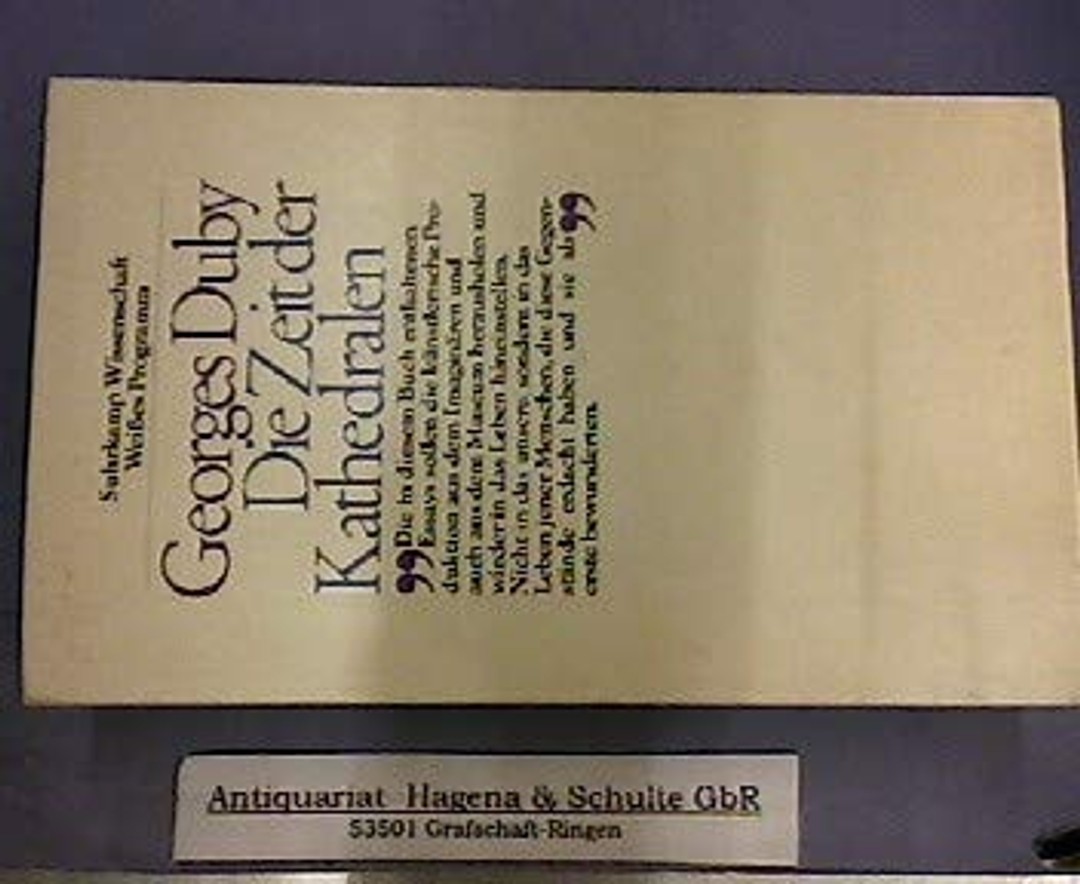 Suhrkamp Wissenschaft
Weißes Programm
Georges Duby
Die Zeit der
Kathedralen
„Die in diesem Buch enthaltenen
Essays sollen die künstlerische Pro-
duktion aus dem Imaginären und
auch aus dem Museum herausholen und
wieder in das Leben hineinstellen.
Nicht in das unsere, sondern in das
Leben jener Menschen, die diese Gegen-
stände erdacht haben und sie als
erste bewunderten.”
Antiquariat Hagena & Schulte GbR
53501 Grafschaft-Ringen